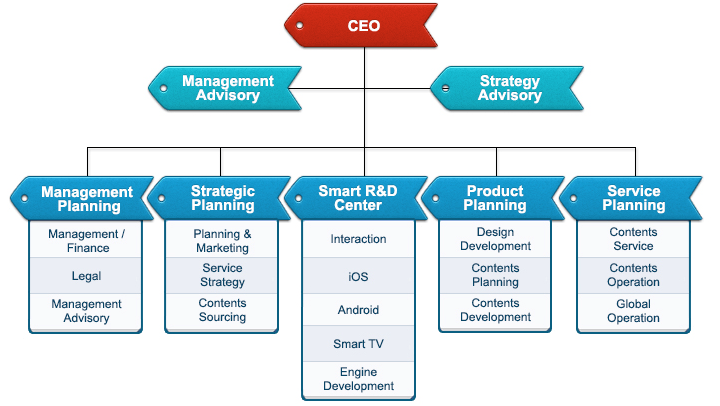 CEO
Management
Advisory
Strategy
Advisory
Management
Planning
Management /
Finance
Legal
Management
Advisory
Strategic
Planning
Planning &
Marketing
Service
Strategy
Contents
Sourcing
Smart R&D
Center
Interaction
iOS
Android
Smart TV
Engine
Development
Product
Planning
Design
Development
Contents
Planning
Contents
Development
Service
Planning
Contents
Service
Contents
Operation
Global
Operation